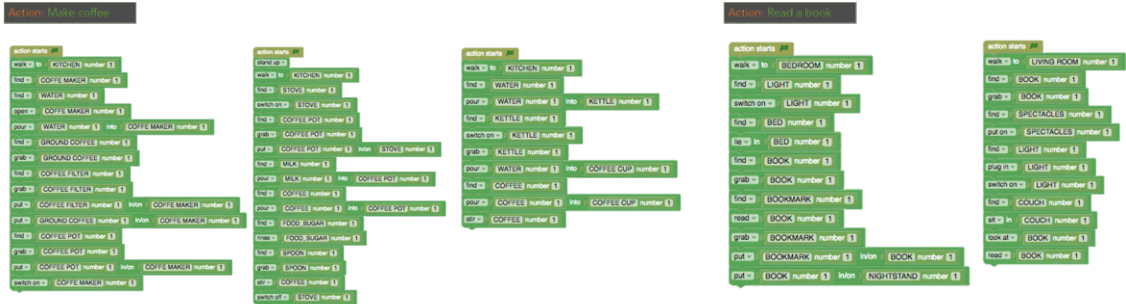 Action: Make coffee
action starts
walk to KITCHEN number 1
find COFFE MAKER number 1
find WATER number 1
open COFFE MAKER number 1
pour WATER number 1 into COFFE MAKER number 1
find GROUND COFFEE number 1
grab GROUND COFFEE number 1
find COFFEE FILTER number 1
grab COFFEE FILTER number 1
put COFFEE FILTER number 1 in/on COFFE MAKER number 1
put GROUND COFFEE number 1 in/on COFFE MAKER number 1
find COFFEE POT number 1
grab COFFEE POT number 1
put COFFEE POT number 1 in/on COFFE MAKER number 1
switch on COFFE MAKER number 1
action starts
stand up
walk to KITCHEN number 1
find STOVE number 1
switch on STOVE number 1
find COFFEE POT number 1
grab COFFEE POT number 1
put COFFEE POT number 1 in/on STOVE number 1
find MILK number 1
pour MILK number 1 into COFFEE POT number 1
find COFFEE number 1
pour COFFEE number 1 into COFFEE POT number 1
find FOOD_SUGAR number 1
rinse FOOD_SUGAR number 1
find SPOON number 1
grab SPOON number 1
stir COFFEE number 1
switch off STOVE number 1
action starts
walk to KITCHEN number 1
find WATER number 1
pour WATER number 1 into KETTLE number 1
find KETTLE number 1
switch on KETTLE number 1
grab KETTLE number 1
pour WATER number 1 into COFFEE CUP number 1
find COFFEE number 1
pour COFFEE number 1 into COFFEE CUP number 1
stir COFFEE number 1
Action: Read a book
action starts
walk to BEDROOM number 1
find LIGHT number 1
switch on LIGHT number 1
find BED number 1
lie in BED number 1
find BOOK number 1
grab BOOK number 1
find BOOKMARK number 1
read BOOK number 1
grab BOOKMARK number 1
put BOOKMARK number 1 in/on BOOK number 1
put BOOK number 1 in/on NIGHTSTAND number 1
action starts
walk to LIVING ROOM number 1
find BOOK number 1
grab BOOK number 1
find SPECTACLES number 1
put on SPECTACLES number 1
find LIGHT number 1
plug in LIGHT number 1
switch on LIGHT number 1
find COUCH number 1
sit in COUCH number 1
look at BOOK number 1
read BOOK number 1